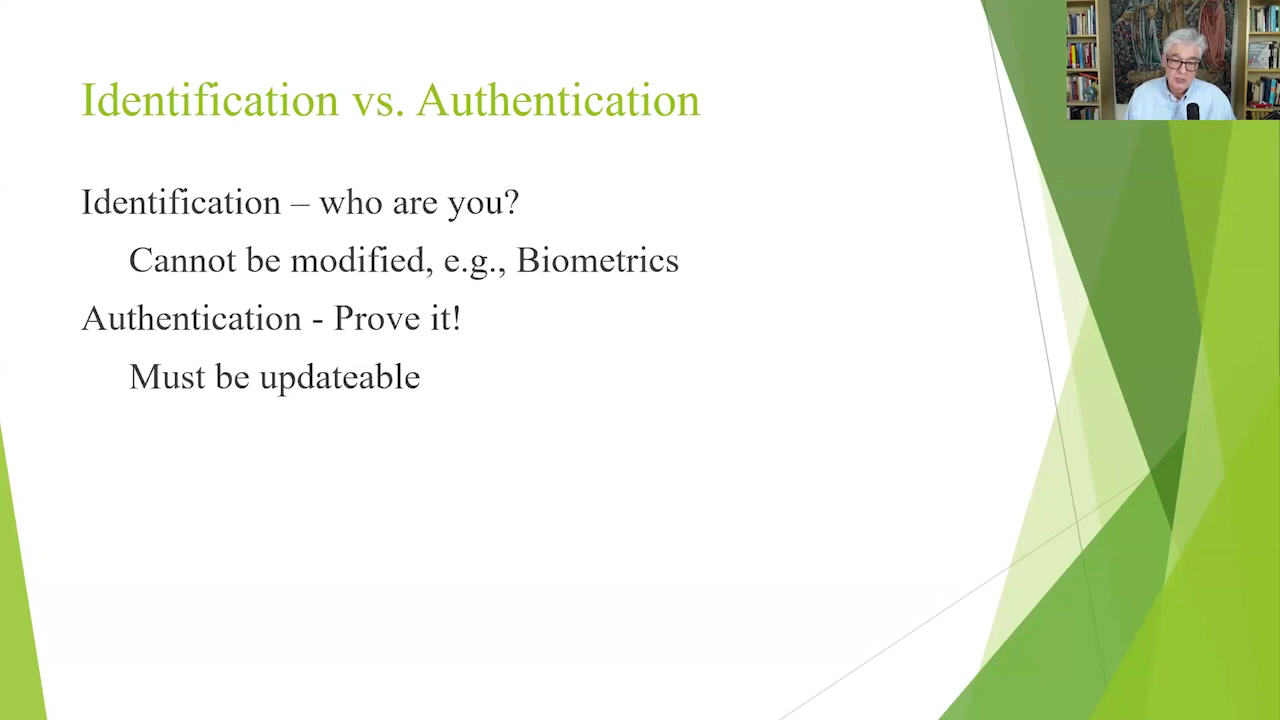 Identification vs. Authentication
Identification – who are you?
Cannot be modified, e.g., Biometrics
Authentication - Prove it!
Must be updateable